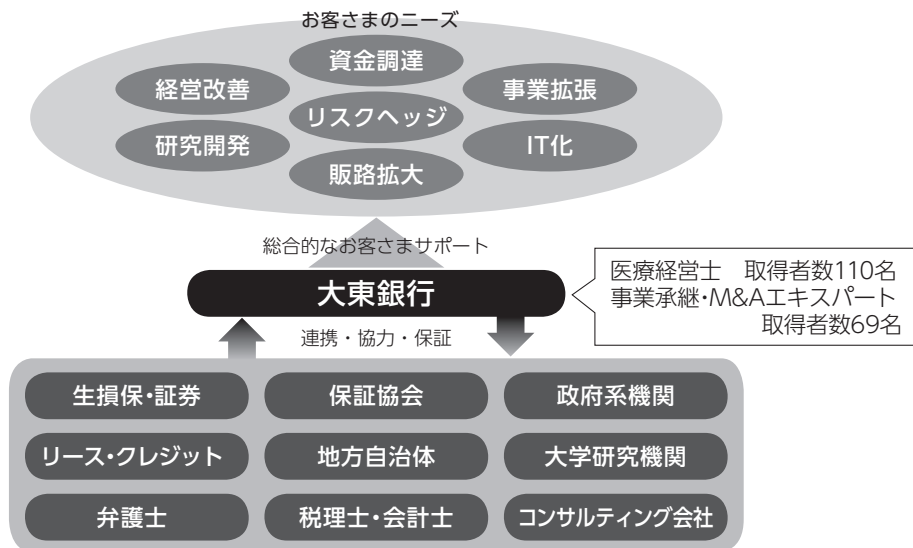 お客さまのニーズ
資金調達
経営改善
事業拡張
リスクヘッジ
研究開発
IT化
販路拡大
総合的なお客さまサポート
大東銀行
医療経営士　取得者数110名
事業承継・M&Aエキスパート
取得者数69名
連携・協力・保証
生損保・証券
保証協会
政府系機関
リース・クレジット
地方自治体
大学研究機関
弁護士
税理士・会計士
コンサルティング会社